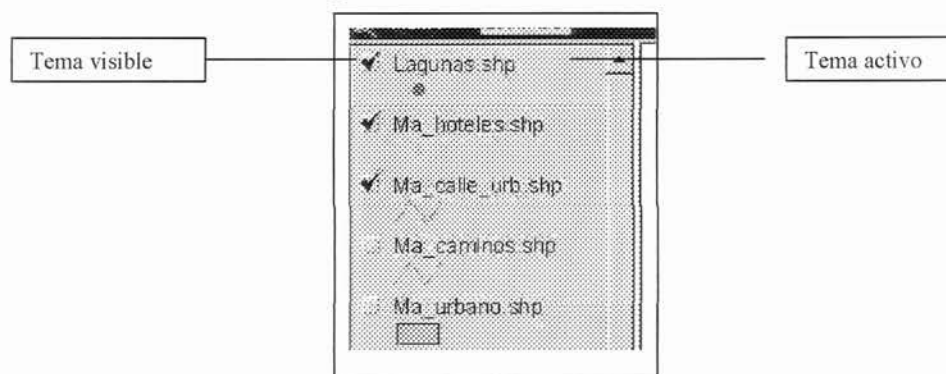 Tema visible
Lagunas.shp
Tema activo
Ma_hoteles.shp
Ma_calle_urb.shp
Ma_caminos.shp
Ma_urbano.shp